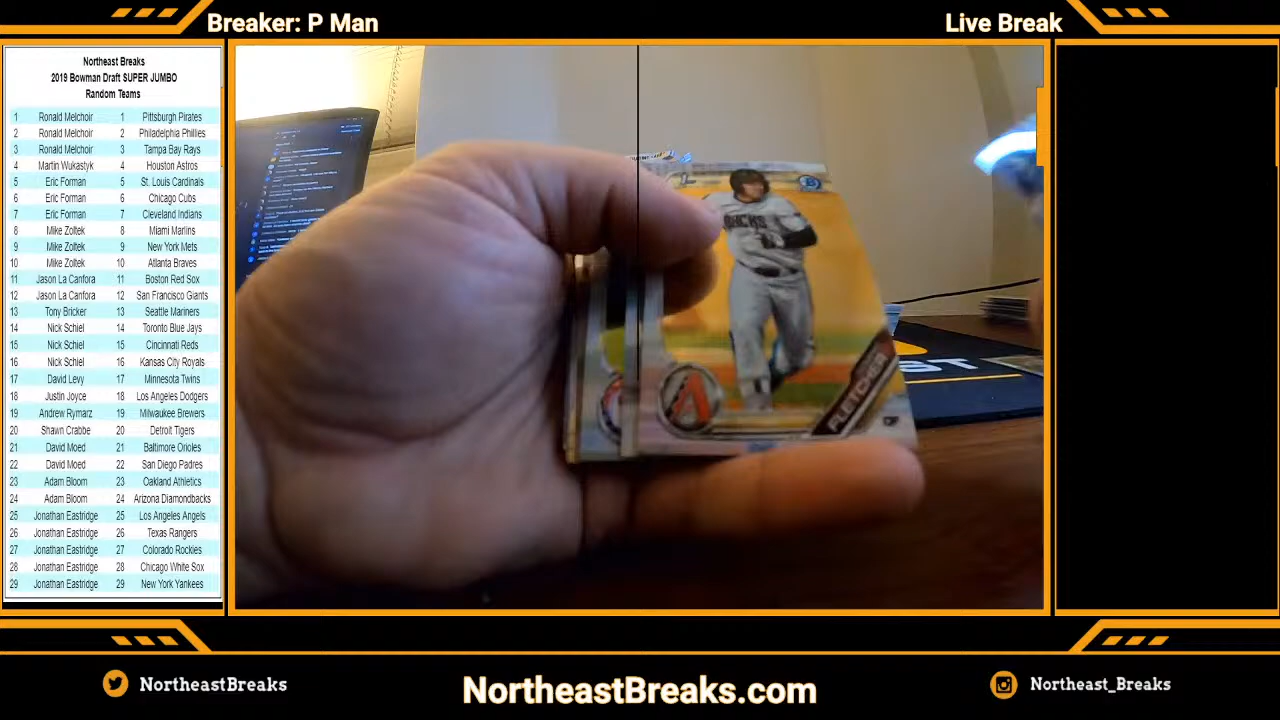 Breaker: P Man
Live Break
Northeast Breaks
2019 Bowman Draft SUPER JUMBO
Random Teams
1 Ronald Melchoir 1 Pittsburgh Pirates
2 Ronald Melchoir 2 Philadelphia Phillies
3 Ronald Melchoir 3 Tampa Bay Rays
4 Martin Wukastyk 4 Houston Astros
5 Eric Forman 5 St. Louis Cardinals
6 Eric Forman 6 Chicago Cubs
7 Eric Forman 7 Cleveland Indians
8 Mike Zoltek 8 Miami Marlins
9 Mike Zoltek 9 New York Mets
10 Mike Zoltek 10 Atlanta Braves
11 Jason La Canfora 11 Boston Red Sox
12 Jason La Canfora 12 San Francisco Giants
13 Tony Bricker 13 Seattle Mariners
14 Nick Schiel 14 Toronto Blue Jays
15 Nick Schiel 15 Cincinnati Reds
16 Nick Schiel 16 Kansas City Royals
17 David Levy 17 Minnesota Twins
18 Justin Joyce 18 Los Angeles Dodgers
19 Andrew Rymarz 19 Milwaukee Brewers
20 Shawn Crabbe 20 Detroit Tigers
21 David Moed 21 Baltimore Orioles
22 David Moed 22 San Diego Padres
23 Adam Bloom 23 Oakland Athletics
24 Adam Bloom 24 Arizona Diamondbacks
25 Jonathan Eastridge 25 Los Angeles Angels
26 Jonathan Eastridge 26 Texas Rangers
27 Jonathan Eastridge 27 Colorado Rockies
28 Jonathan Eastridge 28 Chicago White Sox
29 Jonathan Eastridge 29 New York Yankees
FLETCHER
NortheastBreaks
NortheastBreaks.com
Northeast_Breaks